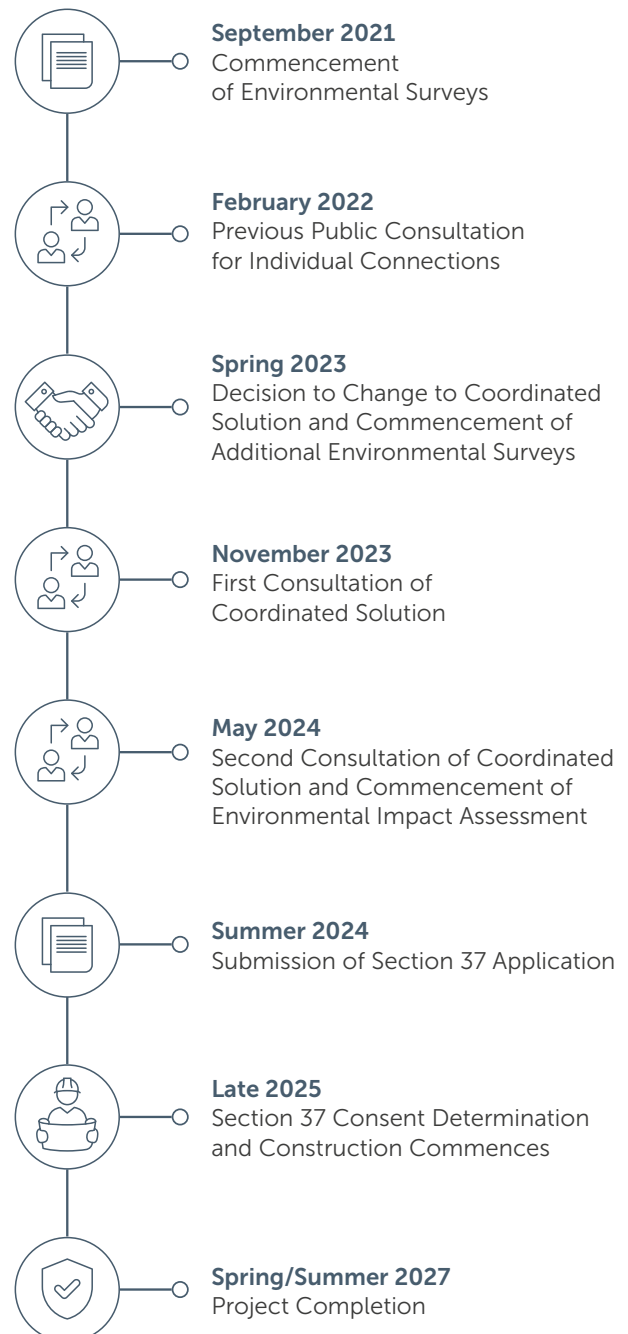 September 2021
Commencement
of Environmental Surveys
February 2022
Previous Public Consultation
for Individual Connections
Spring 2023
Decision to Change to Coordinated
Solution and Commencement of
Additional Environmental Surveys
November 2023
First Consultation of
Coordinated Solution
May 2024
Second Consultation of Coordinated
Solution and Commencement of
Environmental Impact Assessment
Summer 2024
Submission of Section 37 Application
Late 2025
Section 37 Consent Determination
and Construction Commences
Spring/Summer 2027
Project Completion